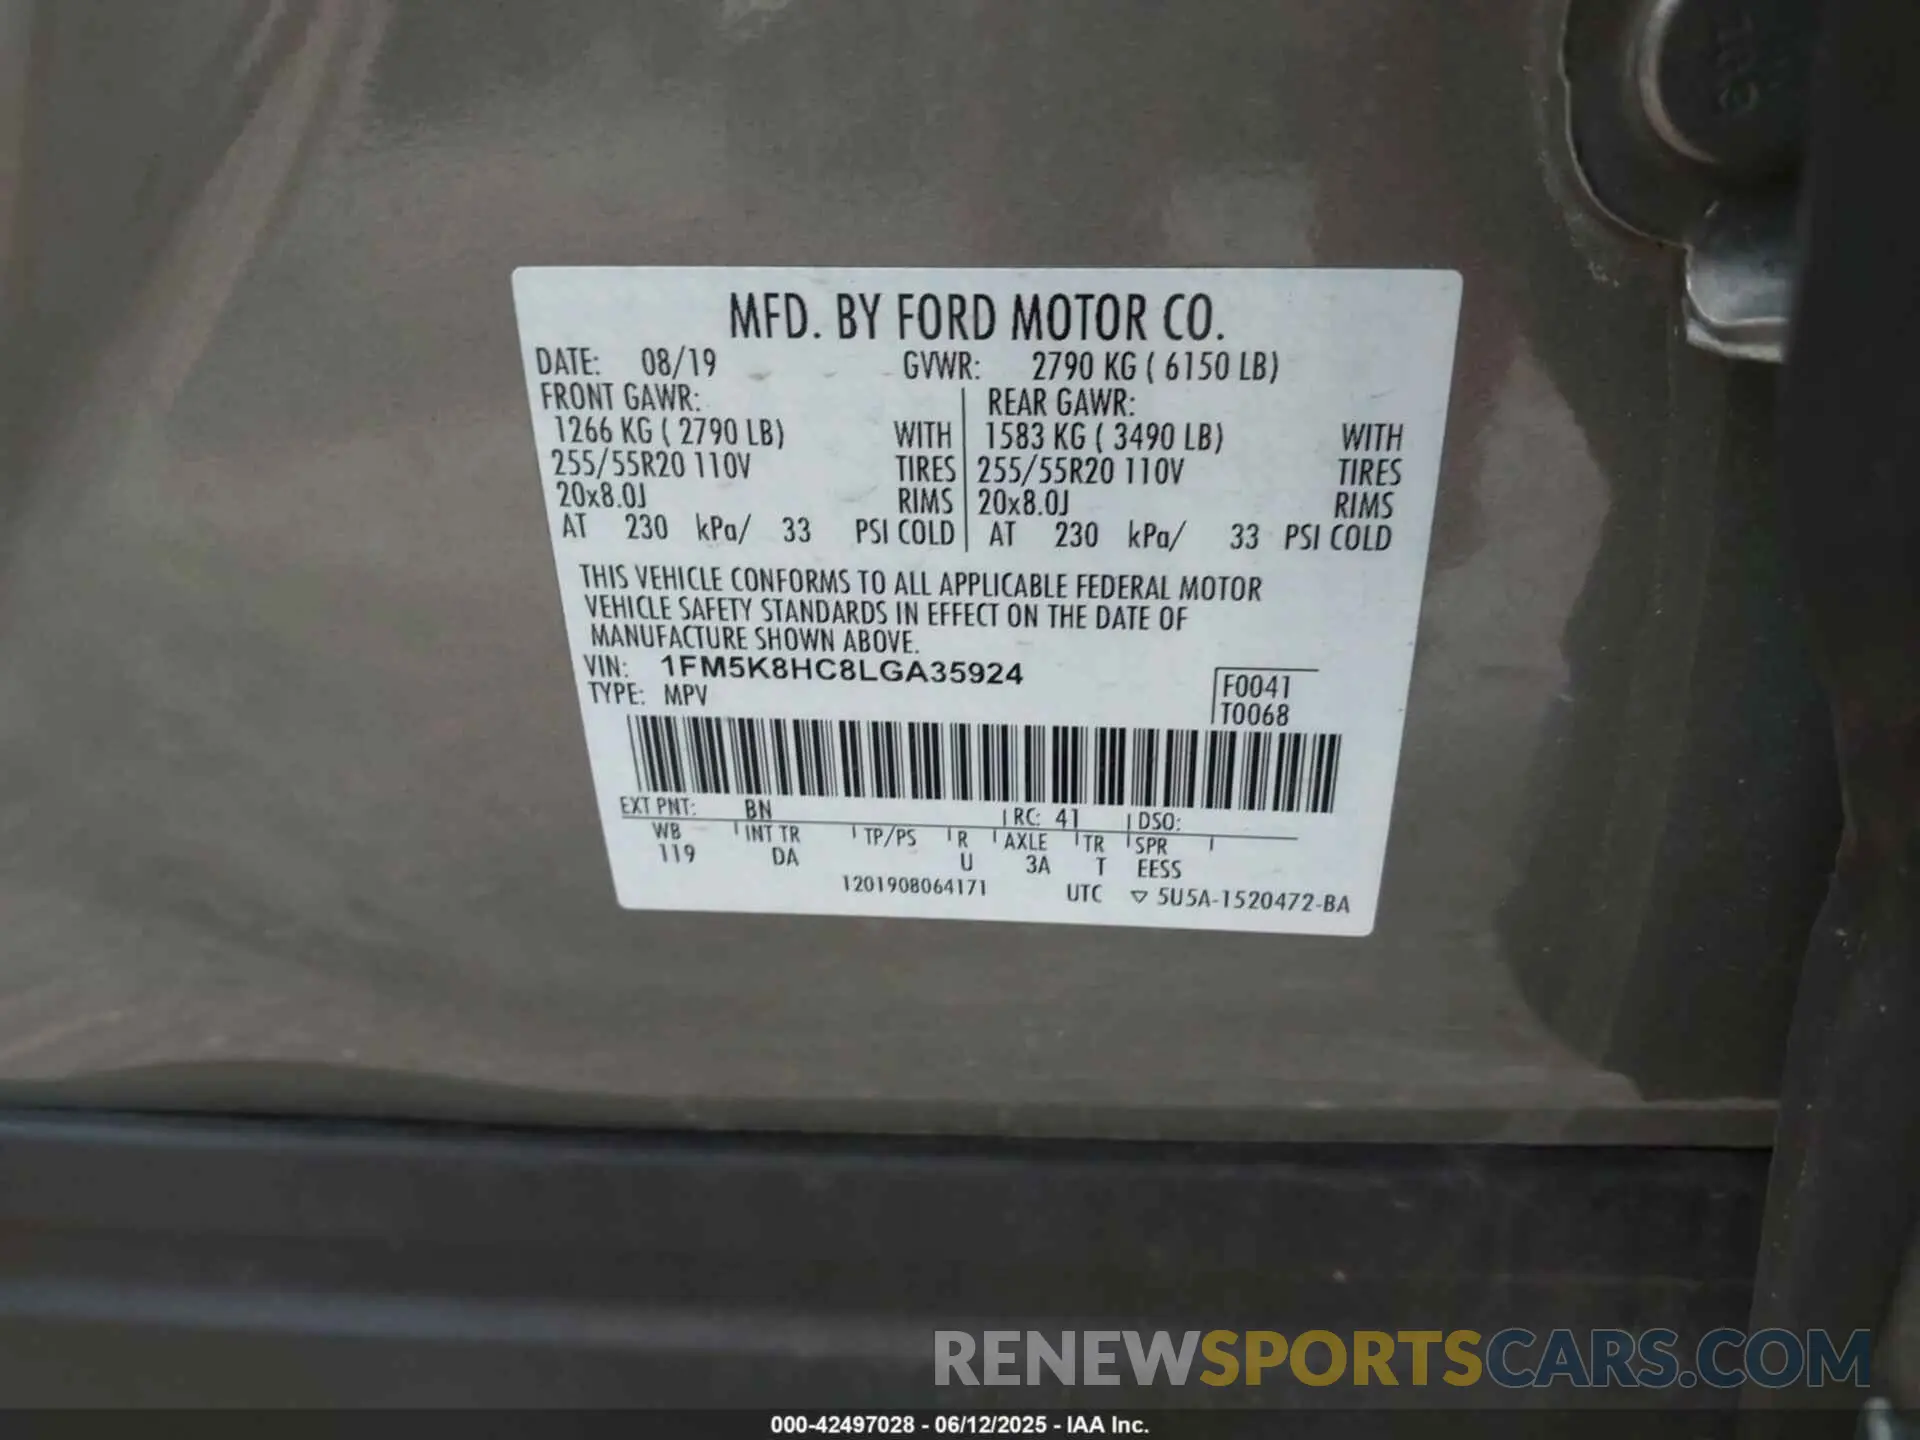 MFD. BY FORD MOTOR CO.
DATE: 08/19 GVWR: 2790 KG ( 6150 LB)
FRONT GAWR: REAR GAWR:
1266 KG ( 2790 LB) WITH 1583 KG ( 3490 LB) WITH
255/55R20 110V TIRES 255/55R20 110V TIRES
20x8.0J RIMS 20x8.0J RIMS
AT 230 kPa/ 33 PSI COLD AT 230 kPa/ 33 PSI COLD
THIS VEHICLE CONFORMS TO ALL APPLICABLE FEDERAL MOTOR
VEHICLE SAFETY STANDARDS IN EFFECT ON THE DATE OF
MANUFACTURE SHOWN ABOVE.
VIN: 1FM5K8HC8LGA35924
TYPE: MPV
F0041
T0068
EXT PNT: BN RC: 41 DSO:
WB INT TR TP/PS R AXLE TR SPR
119 DA U 3A T EESS
1201908064171 UTC ▽ 5U5A-1520472-BA
RENEWSPORTSCARS.COM
000-42497028 - 06/12/2025 - IAA Inc.